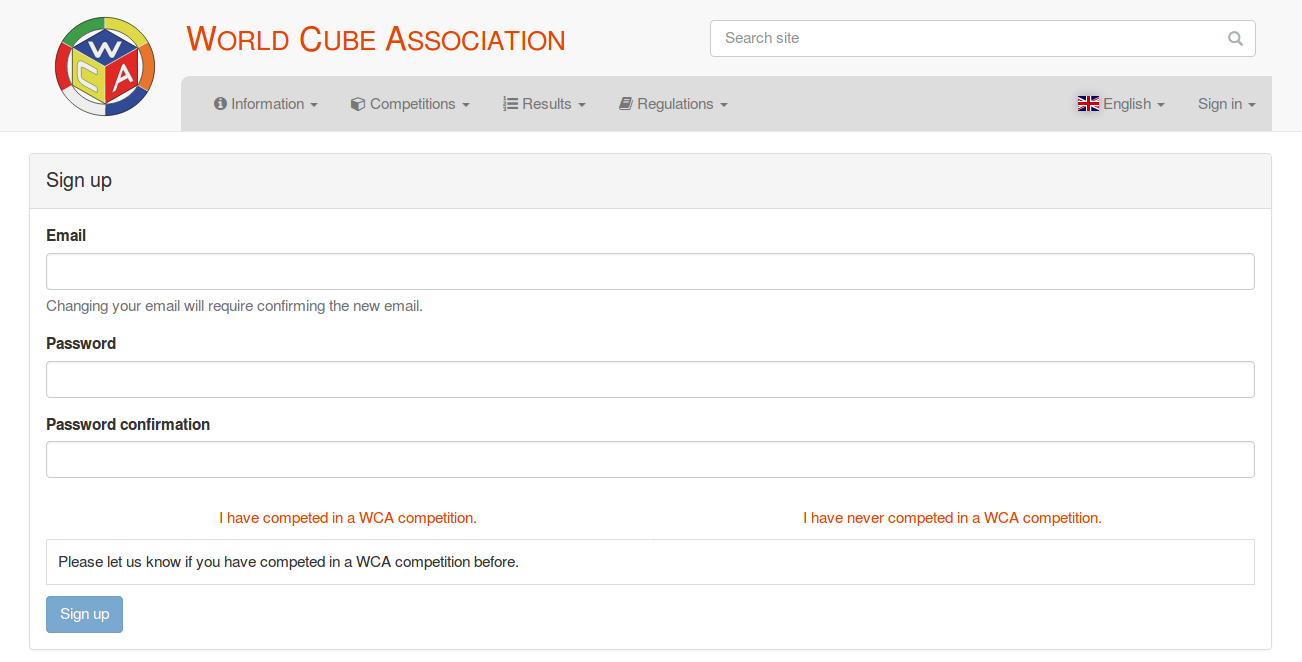 W
C
A
World Cube Association
Search site
Information
Competitions
Results
Regulations
English
Sign in
Sign up
Email
Changing your email will require confirming the new email.
Password
Password confirmation
I have competed in a WCA competition.
I have never competed in a WCA competition.
Please let us know if you have competed in a WCA competition before.
Sign up